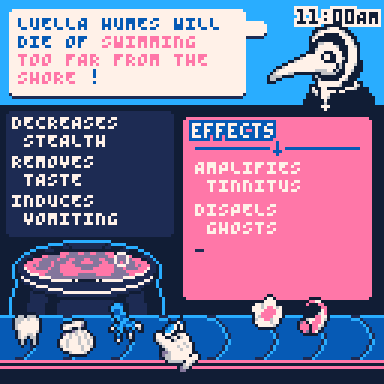 LUELLA HUMES WILL
DIE OF SWIMMING
TOO FAR FROM THE
SHORE !
11:00AM
DECREASES
STEALTH
REMOVES
TASTE
INDUCES
VOMITING
EFFECTS
AMPLIFIES
TINNITUS
DISPELS
GHOSTS